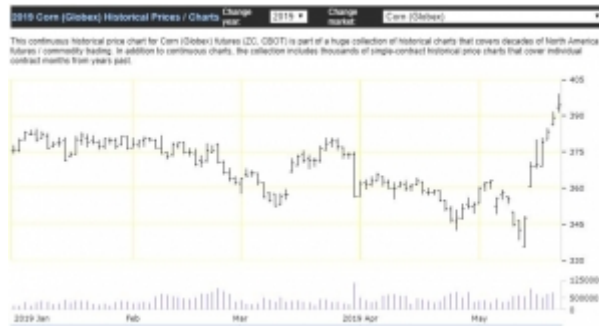 2019 Corn (Globex) Historical Prices / Charts Change year: 2019 Change market: Corn (Globex)
This continuous historical price chart for Corn (Globex) futures (ZC, CBOT) is part of a huge collection of historical charts that covers decades of North America
futures / commodity trading. In addition to continuous charts, the collection includes thousands of single-contract historical price charts that cover individual
contract months from years past.
405
390
375
360
345
330
125000
500000
0
2019 Jan Feb Mar 2019 Apr May